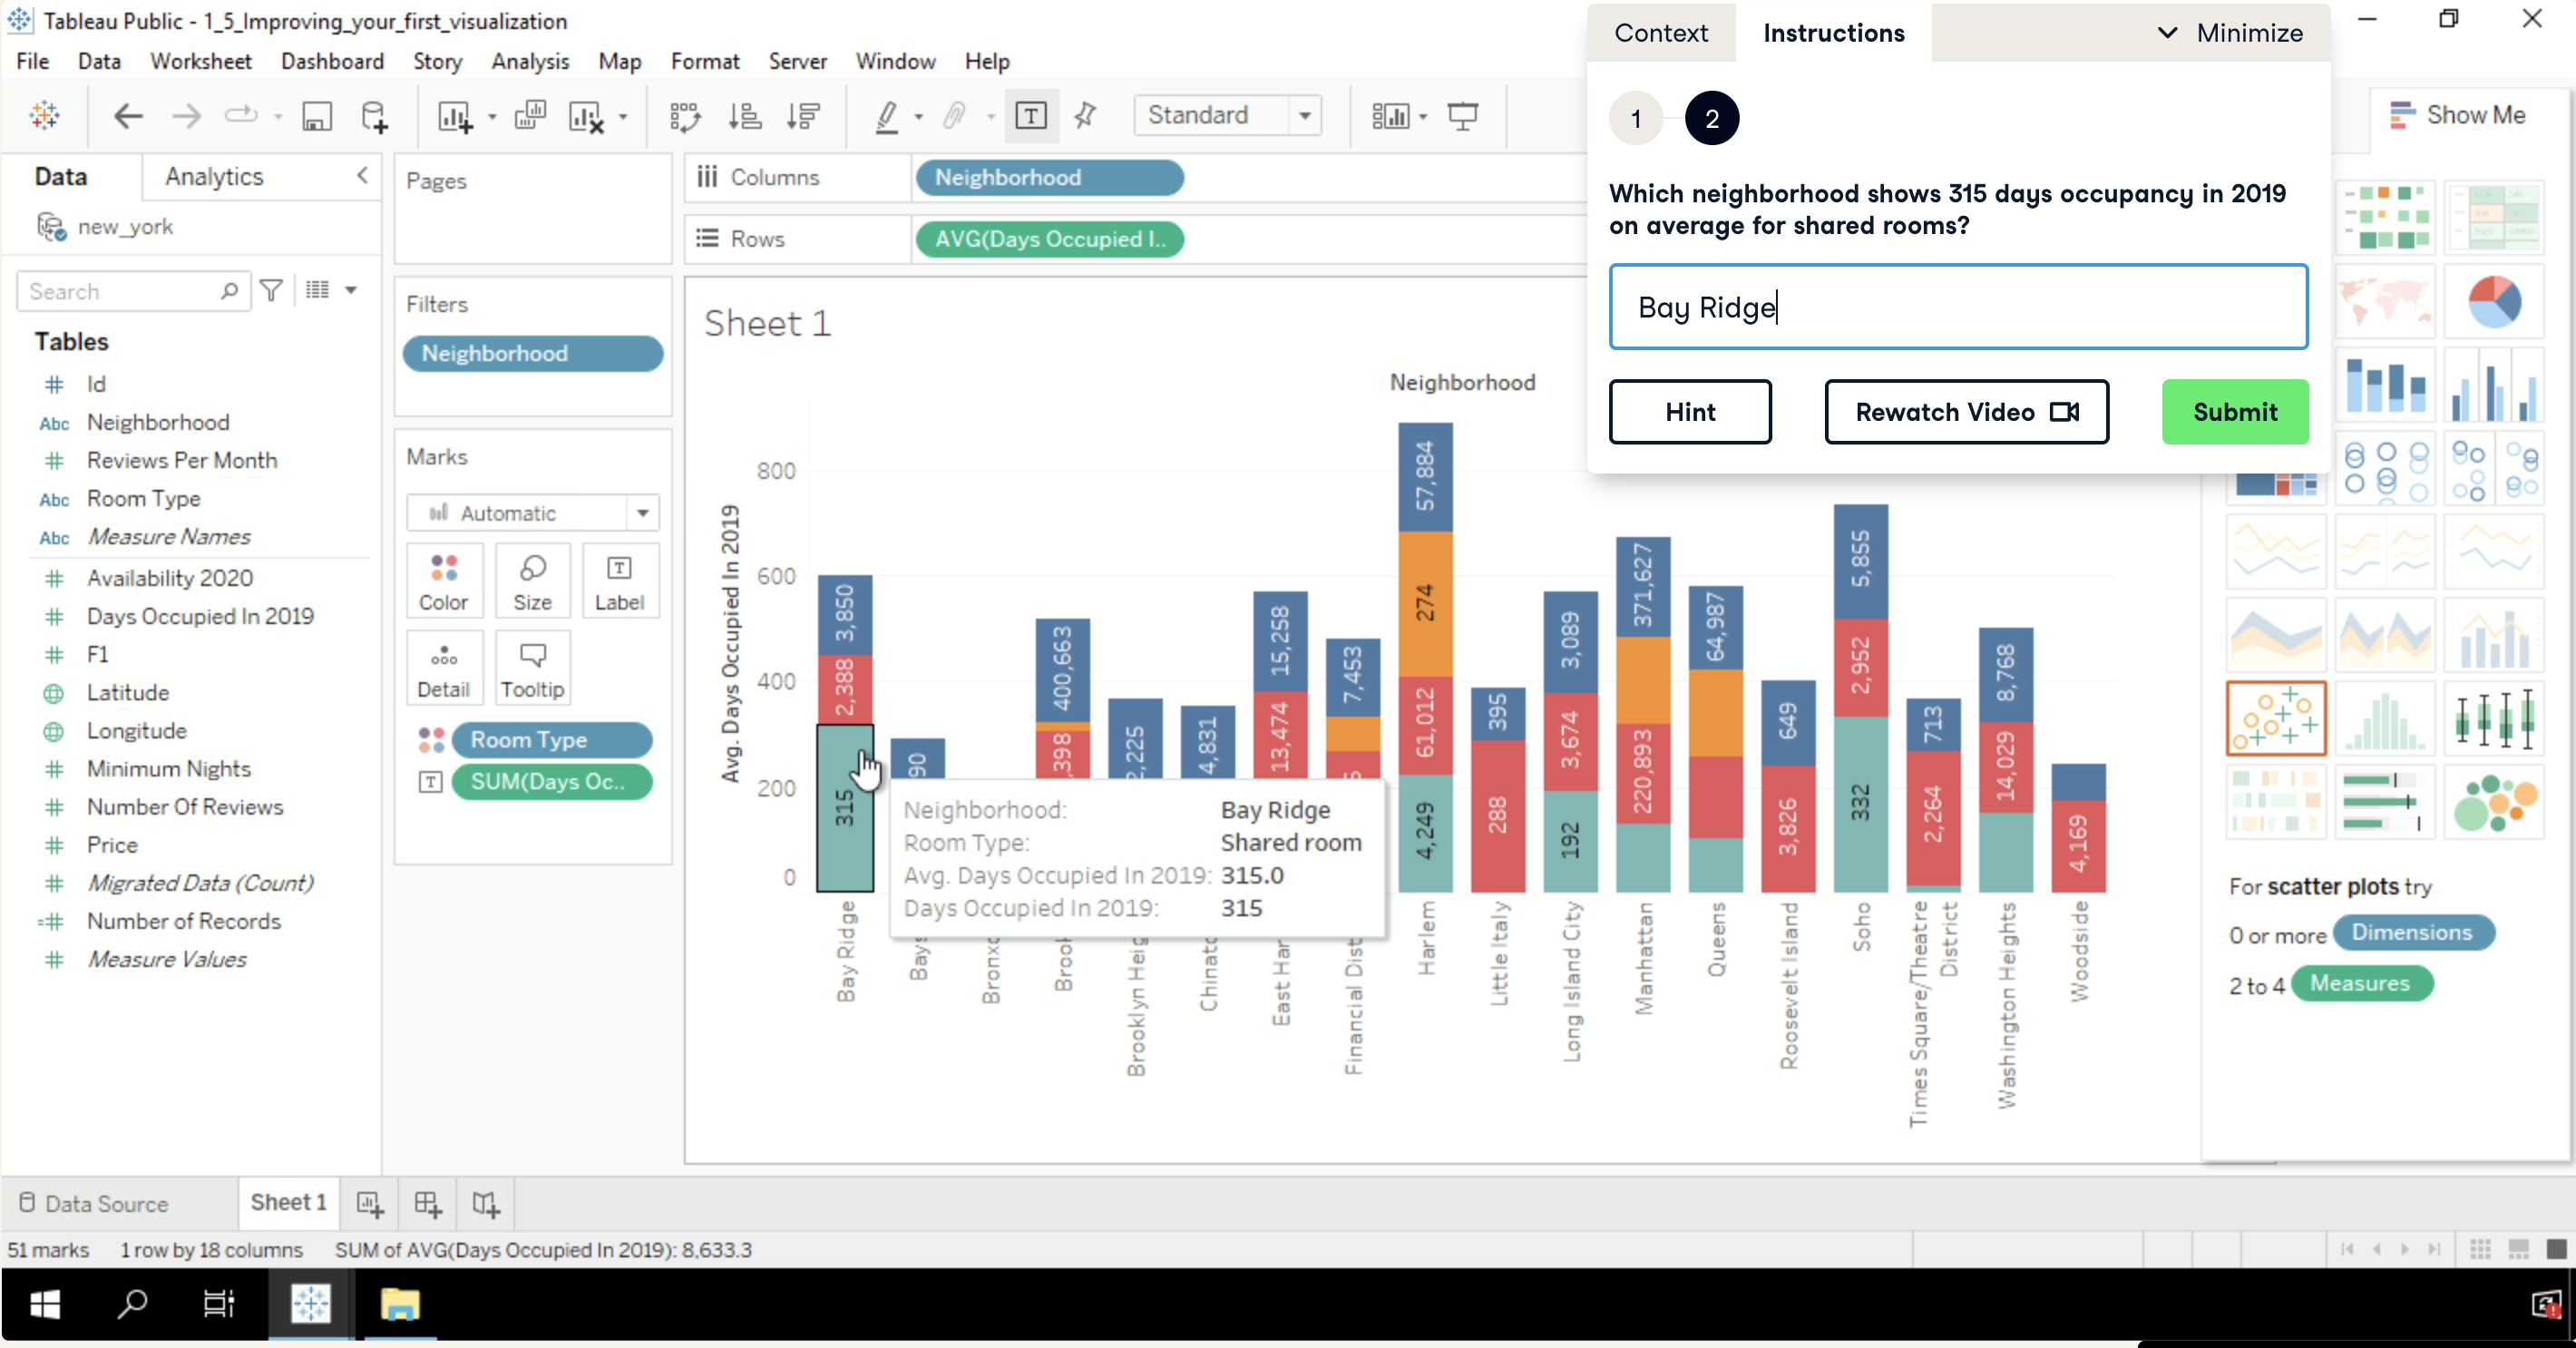 Tableau Public - 1_5_Improving_your_first_visualization
File Data Worksheet Dashboard Story Analysis Map Format Server Window Help
Standard
Show Me
Context
Instructions
Minimize
1
2
Which neighborhood shows 315 days occupancy in 2019
on average for shared rooms?
Bay Ridge
Hint
Rewatch Video
Submit
Data
Analytics
new_york
Search
Tables
# Id
Abc Neighborhood
# Reviews Per Month
Abc Room Type
Abc Measure Names
# Availability 2020
# Days Occupied In 2019
# F1
Latitude
Longitude
# Minimum Nights
# Number Of Reviews
# Price
# Migrated Data (Count)
=# Number of Records
# Measure Values
Pages
Filters
Neighborhood
Marks
Automatic
Color
Size
Label
Detail
Tooltip
Room Type
SUM(Days Oc..
Columns
Neighborhood
Rows
AVG(Days Occupied I..
Sheet 1
Neighborhood
Avg. Days Occupied In 2019
800
600
400
200
0
3,850
2,388
315
90
400,663
,398
2,225
4,831
15,258
13,474
7,453
57,884
274
61,012
4,249
395
288
3,089
3,674
192
371,627
220,893
64,987
649
3,826
5,855
2,952
332
713
2,264
8,768
14,029
4,169
Neighborhood: Bay Ridge
Room Type: Shared room
Avg. Days Occupied In 2019: 315.0
Days Occupied In 2019: 315
Bay Ridge
Bays
Bronxc
Brook
Brooklyn Heig
Chinatc
East Har
Financial Dist
Harlem
Little Italy
Long Island City
Manhattan
Queens
Roosevelt Island
Soho
Times Square/Theatre
District
Washington Heights
Woodside
For scatter plots try
0 or more Dimensions
2 to 4 Measures
Data Source
Sheet 1
51 marks 1 row by 18 columns SUM of AVG(Days Occupied In 2019): 8,633.3